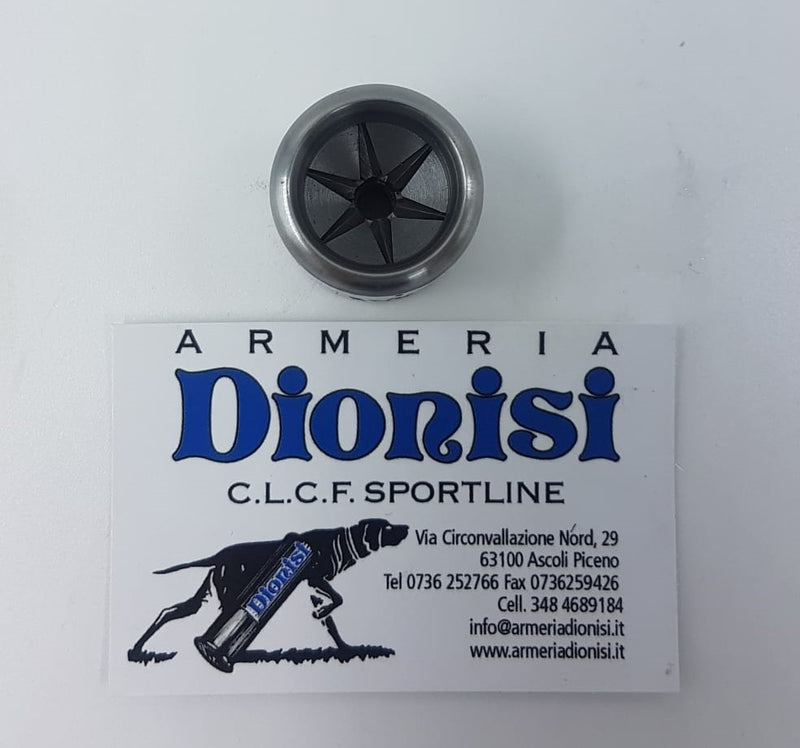 ARMERIA
Dionisi
C.L.C.F. SPORTLINE
Dionisi
Via Circonvallazione Nord, 29
63100 Ascoli Piceno
Tel 0736 252766 Fax 0736259426
Cell. 348 4689184
info@armeriadionisi.it
www.armeriadionisi.it